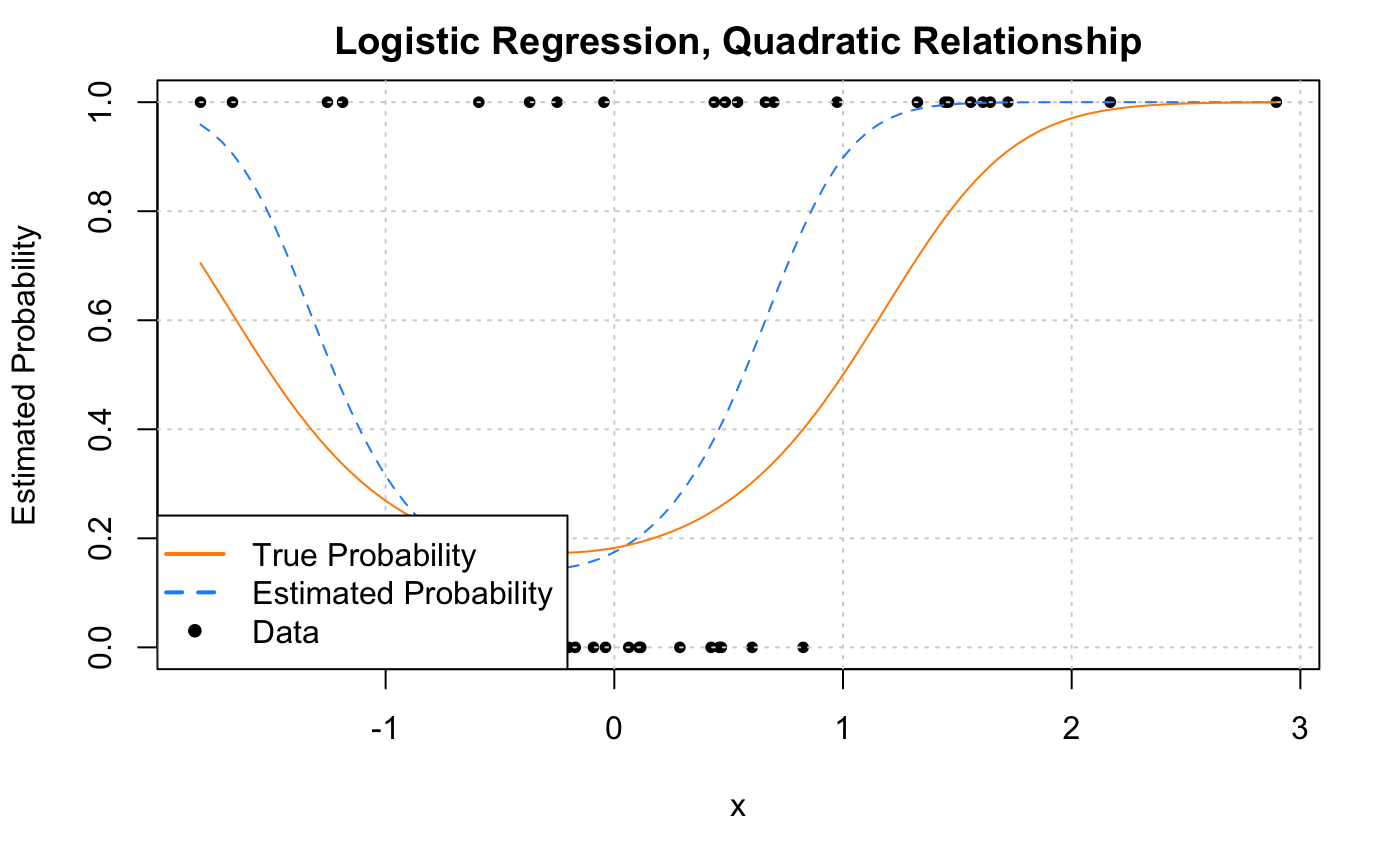 Logistic Regression, Quadratic Relationship
Estimated Probability
1.0
0.8
0.6
0.4
0.2
0.0
True Probability
Estimated Probability
Data
-1
0
1
2
3
x